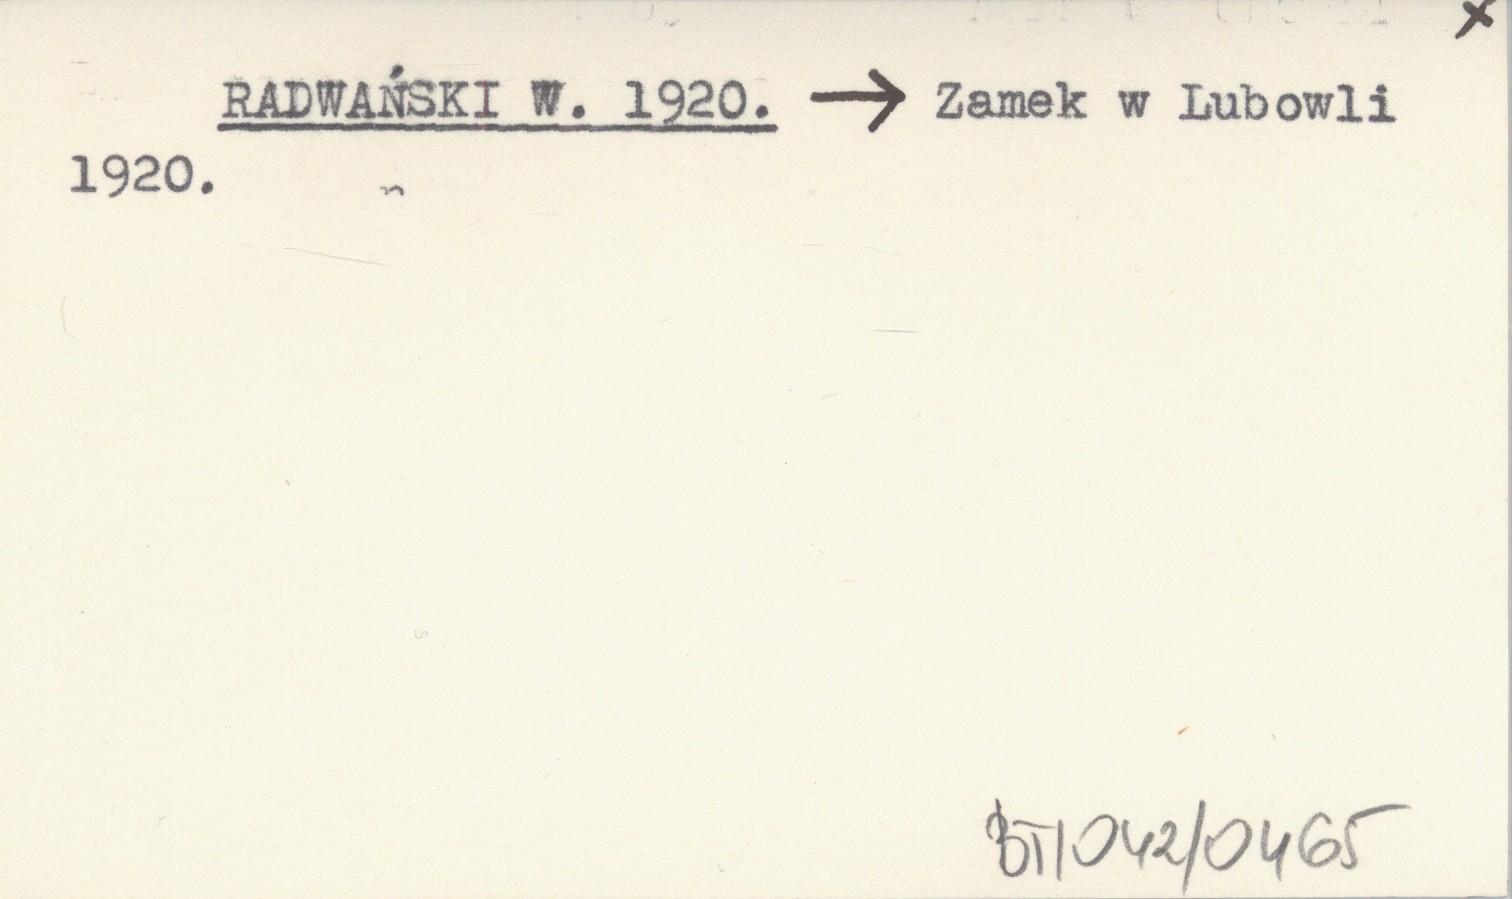 x
RADWAŃSKI W. 1920. → Zamek w Lubowli
1920.
BT/042/0465